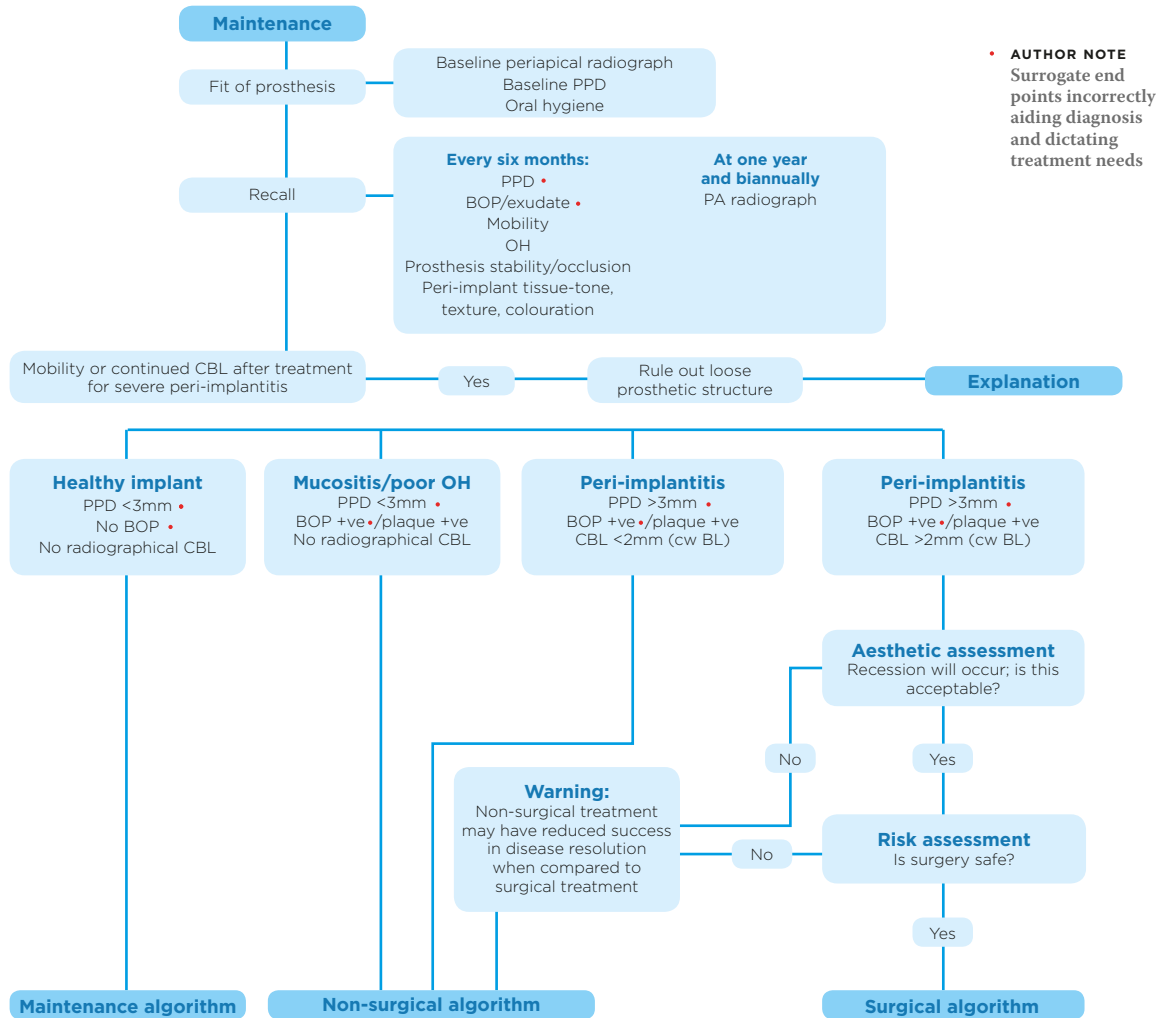 Maintenance
Fit of prosthesis
Baseline periapical radiograph
Baseline PPD
Oral hygiene
• AUTHOR NOTE
Surrogate end
points incorrectly
aiding diagnosis
and dictating
treatment needs
Recall
Every six months:
PPD •
BOP/exudate •
Mobility
OH
Prosthesis stability/occlusion
Peri-implant tissue-tone,
texture, colouration
At one year
and biannually
PA radiograph
Mobility or continued CBL after treatment
for severe peri-implantitis
Yes
Rule out loose
prosthetic structure
Explanation
Healthy implant
PPD <3mm •
No BOP •
No radiographical CBL
Mucositis/poor OH
PPD <3mm •
BOP +ve•/plaque +ve
No radiographical CBL
Peri-implantitis
PPD >3mm •
BOP +ve•/plaque +ve
CBL <2mm (cw BL)
Peri-implantitis
PPD >3mm •
BOP +ve•/plaque +ve
CBL >2mm (cw BL)
Aesthetic assessment
Recession will occur; is this
acceptable?
No
Yes
Warning:
Non-surgical treatment
may have reduced success
in disease resolution
when compared to
surgical treatment
No
Risk assessment
Is surgery safe?
Yes
Maintenance algorithm
Non-surgical algorithm
Surgical algorithm